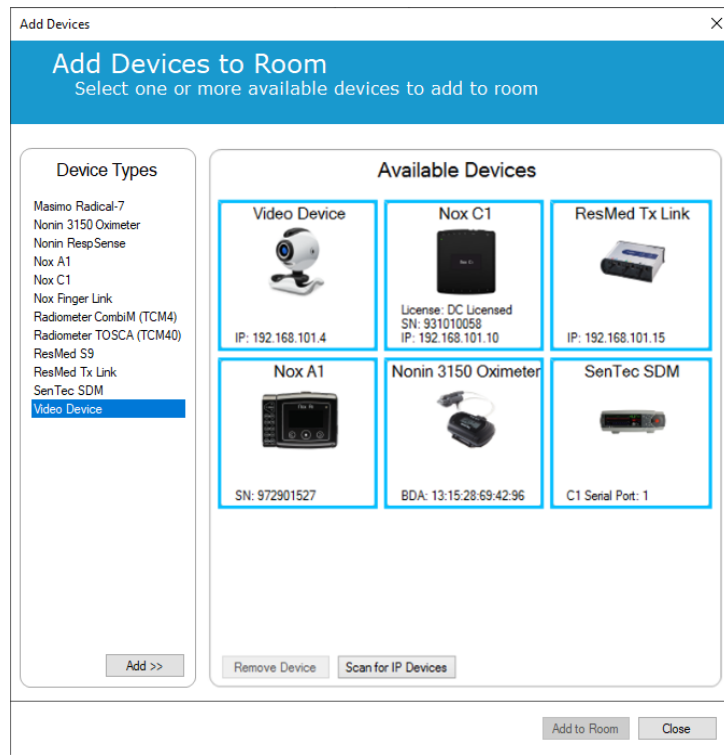 Add Devices
Add Devices to Room
Select one or more available devices to add to room
Device Types
Masimo Radical-7
Nonin 3150 Oximeter
Nonin RespSense
Nox A1
Nox C1
Nox Finger Link
Radiometer CombiM (TCM4)
Radiometer TOSCA (TCM40)
ResMed S9
ResMed Tx Link
SenTec SDM
Video Device
Add >>
Available Devices
Video Device
IP: 192.168.101.4
Nox C1
License: DC Licensed
SN: 931010058
IP: 192.168.101.10
ResMed Tx Link
IP: 192.168.101.15
Nox A1
SN: 972901527
Nonin 3150 Oximeter
BDA: 13:15:28:69:42:96
SenTec SDM
C1 Serial Port: 1
Remove Device
Scan for IP Devices
Add to Room
Close